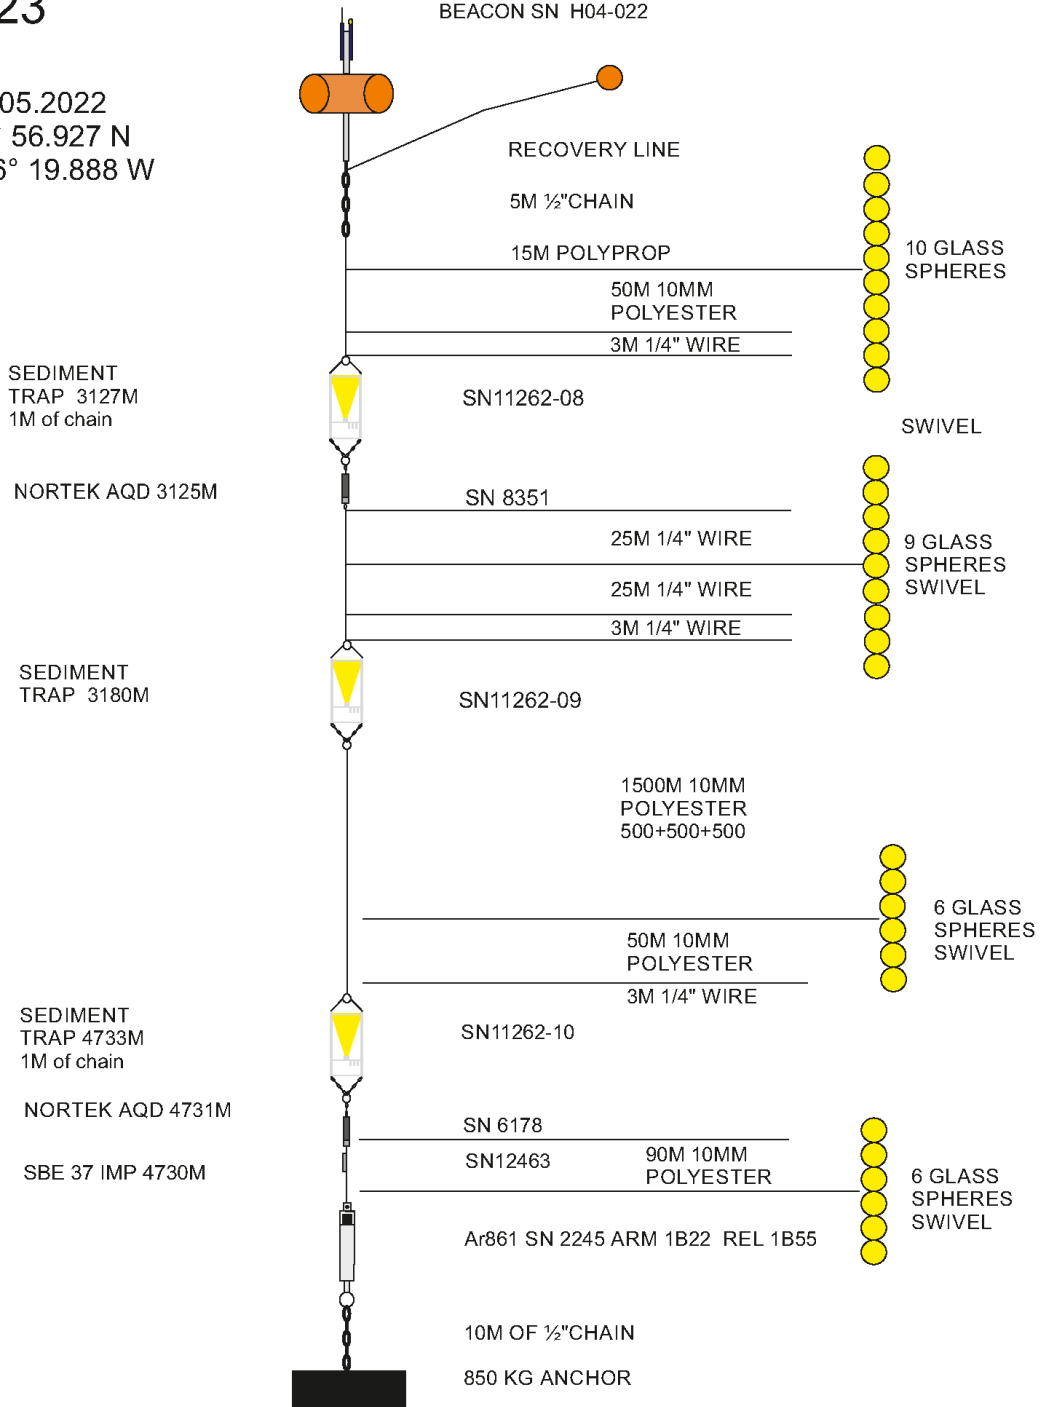 23
BEACON SN H04-022
05.2022
56.927 N
6° 19.888 W
RECOVERY LINE
5M ½"CHAIN
15M POLYPROP
10 GLASS
SPHERES
50M 10MM
POLYESTER
3M 1/4" WIRE
SEDIMENT
TRAP 3127M
1M of chain
SN11262-08
SWIVEL
NORTEK AQD 3125M
SN 8351
25M 1/4" WIRE
9 GLASS
SPHERES
SWIVEL
25M 1/4" WIRE
3M 1/4" WIRE
SEDIMENT
TRAP 3180M
SN11262-09
1500M 10MM
POLYESTER
500+500+500
6 GLASS
SPHERES
SWIVEL
50M 10MM
POLYESTER
3M 1/4" WIRE
SEDIMENT
TRAP 4733M
1M of chain
SN11262-10
NORTEK AQD 4731M
SN 6178
SN12463
90M 10MM
POLYESTER
SBE 37 IMP 4730M
6 GLASS
SPHERES
SWIVEL
Ar861 SN 2245 ARM 1B22 REL 1B55
10M OF ½"CHAIN
850 KG ANCHOR